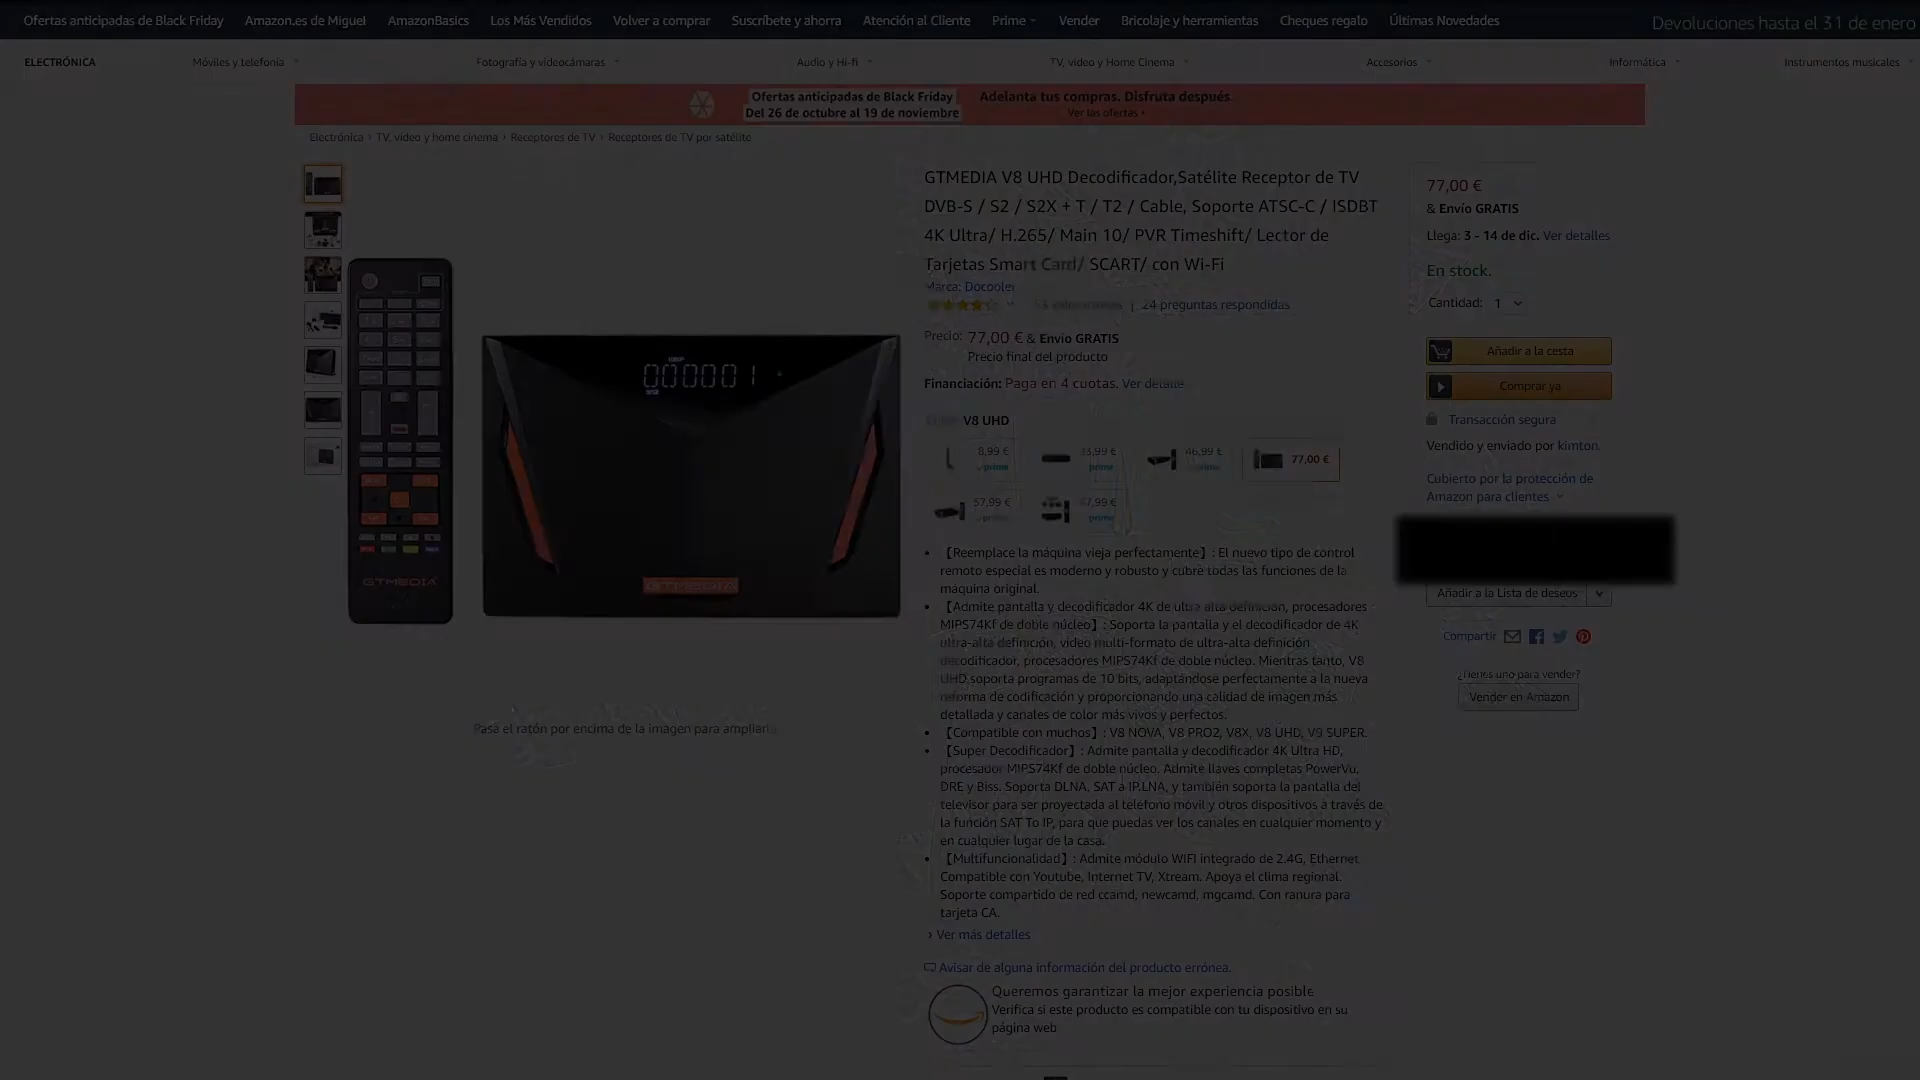 Ofertas anticipadas de Black Friday Amazon.es de Miguel AmazonBasics Los Más Vendidos Volver a comprar Suscríbete y ahorra Atención al Cliente Prime Vender Bricolaje y herramientas Cheques regalo Últimas Novedades Devoluciones hasta el 31 de enero
ELECTRÓNICA Móviles y telefonía Fotografía y videocámaras Audio y Hi-fi TV, vídeo y Home Cinema Accesorios Informática Instrumentos musicales
Ofertas anticipadas de Black Friday
Del 26 de octubre al 19 de noviembre
Adelanta tus compras. Disfruta después.
Ver las ofertas ›
Electrónica › TV, vídeo y home cinema › Receptores de TV › Receptores de TV por satélite
000001
GTMEDIA
GTMEDIA
Pasa el ratón por encima de la imagen para ampliarla
GTMEDIA V8 UHD Decodificador,Satélite Receptor de TV
DVB-S / S2 / S2X + T / T2 / Cable, Soporte ATSC-C / ISDBT
4K Ultra/ H.265/ Main 10/ PVR Timeshift/ Lector de
Tarjetas Smart Card/ SCART/ con Wi-Fi
Marca: Docooler
valoraciones | 24 preguntas respondidas
Precio: 77,00 € & Envío GRATIS
Precio final del producto
Financiación: Paga en 4 cuotas. Ver detalle
V8 UHD
8,99 € prime
33,99 € prime
46,99 € prime
77,00 €
57,99 € prime
67,99 € prime
• 【Reemplace la máquina vieja perfectamente】: El nuevo tipo de control
remoto especial es moderno y robusto y cubre todas las funciones de la
máquina original.
• 【Admite pantalla y decodificador 4K de ultra alta definición, procesadores
MIPS74Kf de doble núcleo】: Soporta la pantalla y el decodificador de 4K
ultra-alta definición, video multi-formato de ultra-alta definición
decodificador, procesadores MIPS74Kf de doble núcleo. Mientras tanto, V8
UHD soporta programas de 10 bits, adaptándose perfectamente a la nueva
reforma de codificación y proporcionando una calidad de imagen más
detallada y canales de color más vivos y perfectos.
• 【Compatible con muchos】: V8 NOVA, V8 PRO2, V8X, V8 UHD, V9 SUPER.
• 【Super Decodificador】: Admite pantalla y decodificador 4K Ultra HD,
procesador MIPS74Kf de doble núcleo. Admite llaves completas PowerVu,
DRE y Biss. Soporta DLNA, SAT a IP.LNA, y también soporta la pantalla del
televisor para ser proyectada al teléfono móvil y otros dispositivos a través de
la función SAT To IP, para que puedas ver los canales en cualquier momento y
en cualquier lugar de la casa.
• 【Multifuncionalidad】: Admite módulo WIFI integrado de 2.4G, Ethernet
Compatible con Youtube, Internet TV, Xtream. Apoya el clima regional.
Soporte compartido de red ccamd, newcamd, mgcamd. Con ranura para
tarjeta CA.
› Ver más detalles
Avisar de alguna información del producto errónea.
Queremos garantizar la mejor experiencia posible
Verifica si este producto es compatible con tu dispositivo en su
página web
77,00 €
& Envío GRATIS
Llega: 3 - 14 de dic. Ver detalles
En stock.
Cantidad: 1
Añadir a la cesta
Comprar ya
Transacción segura
Vendido y enviado por kimton.
Cubierto por la protección de
Amazon para clientes
Añadir a la Lista de deseos
Compartir
¿Tienes uno para vender?
Vender en Amazon